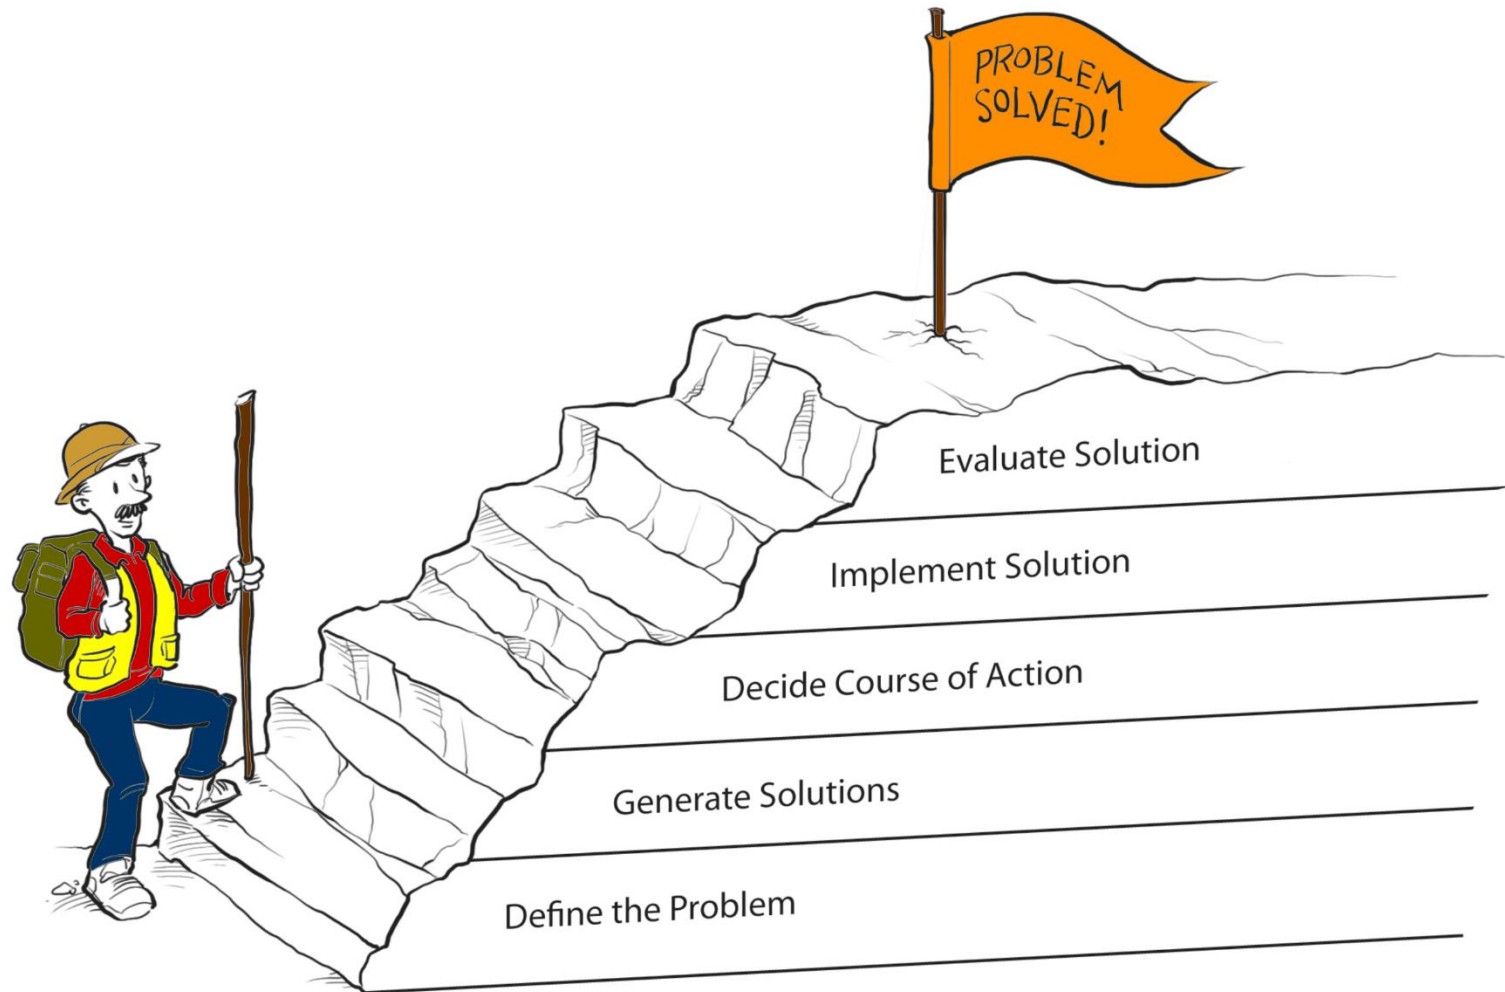 PROBLEM
SOLVED!
Evaluate Solution
Implement Solution
Decide Course of Action
Generate Solutions
Define the Problem